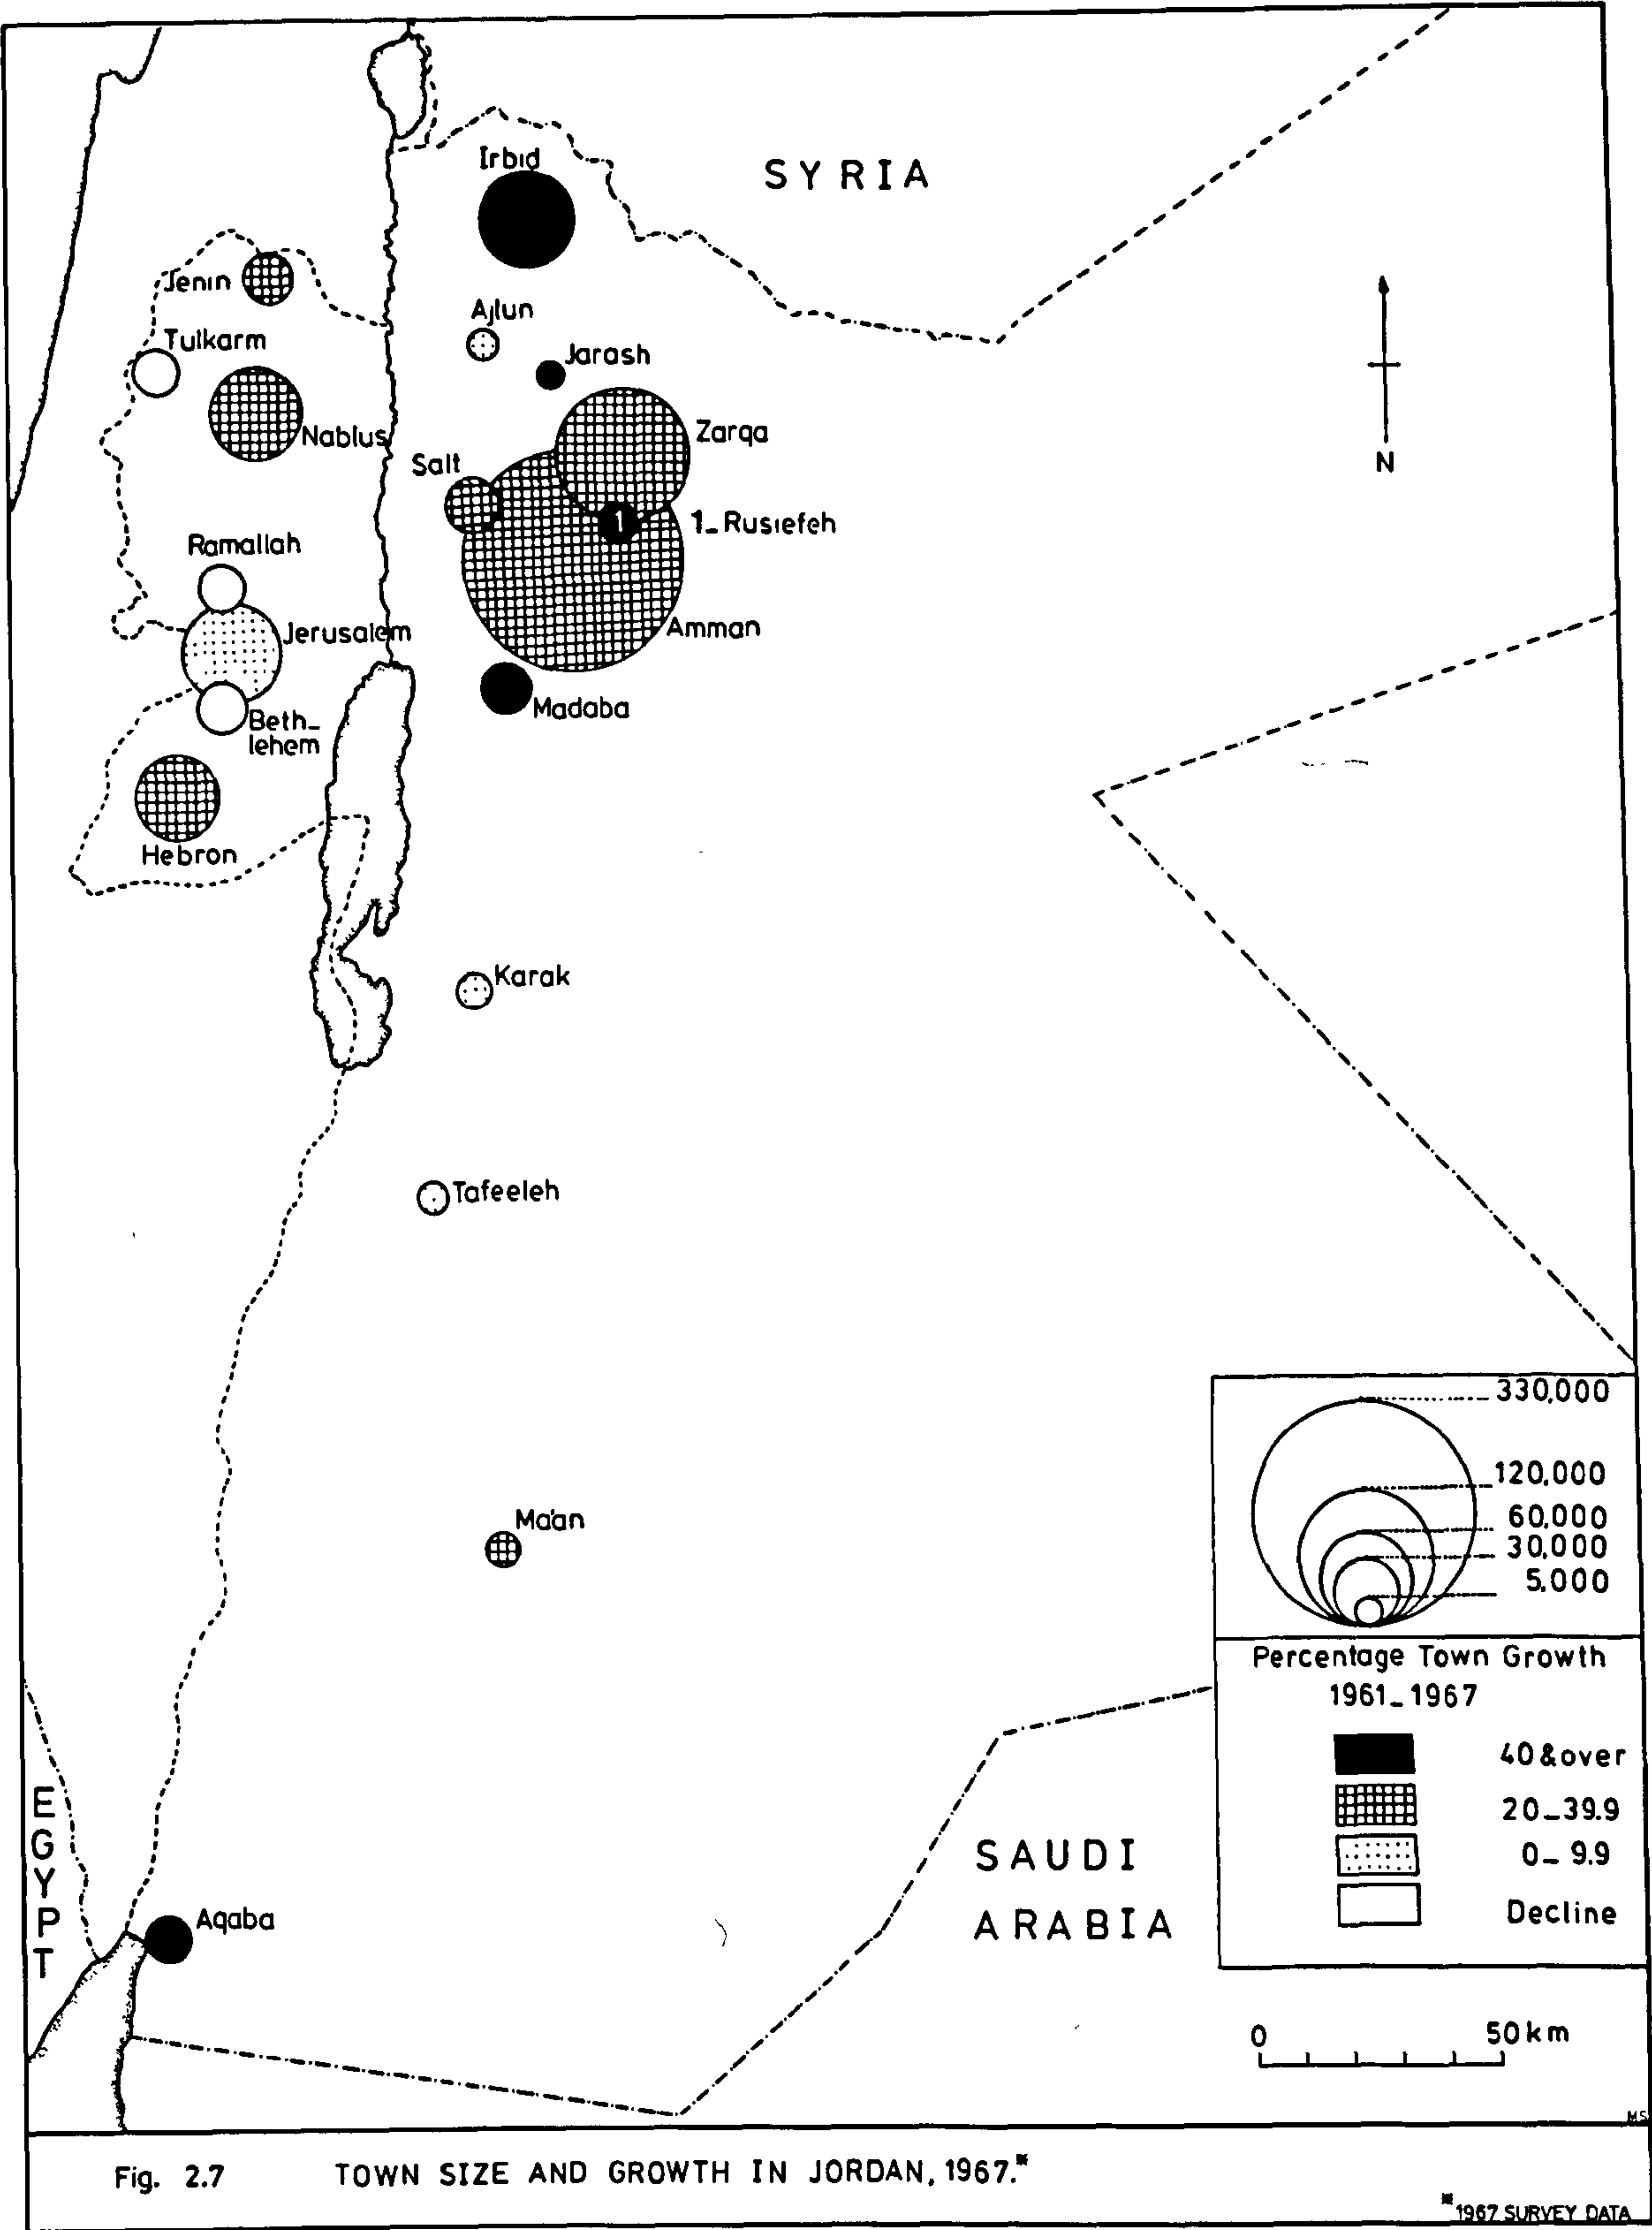 SYRIA
Irbid
Jenin
Ajlun
Tulkarm
Jarash
Nablus
Zarqa
Salt
N
1
1_Rusiefeh
Ramallah
Jerusalem
Amman
Madaba
Beth_
lehem
Hebron
Karak
Tafeeleh
Ma'an
330,000
120,000
60,000
30,000
5,000
Percentage Town Growth
1961_1967
40&over
20_39.9
0_ 9.9
Decline
EGYPT
SAUDI
ARABIA
Aqaba
0 50km
MS
Fig. 2.7 TOWN SIZE AND GROWTH IN JORDAN, 1967.*
*1967 SURVEY DATA